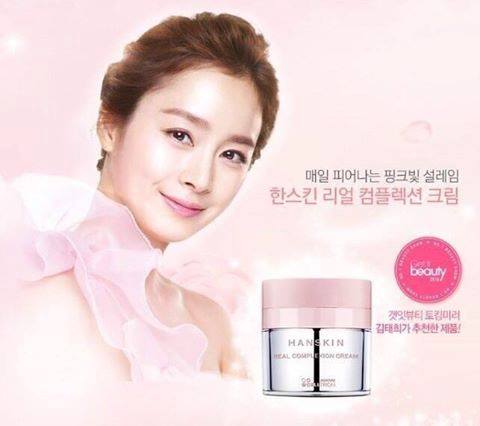 매일 피어나는 핑크빛 설레임
한스킨 리얼 컴플렉션 크림
Get it
beauty
겟잇뷰티 토킹미러
김태희가 추천한 제품!
HANSKIN
REAL COMPLEXION CREAM